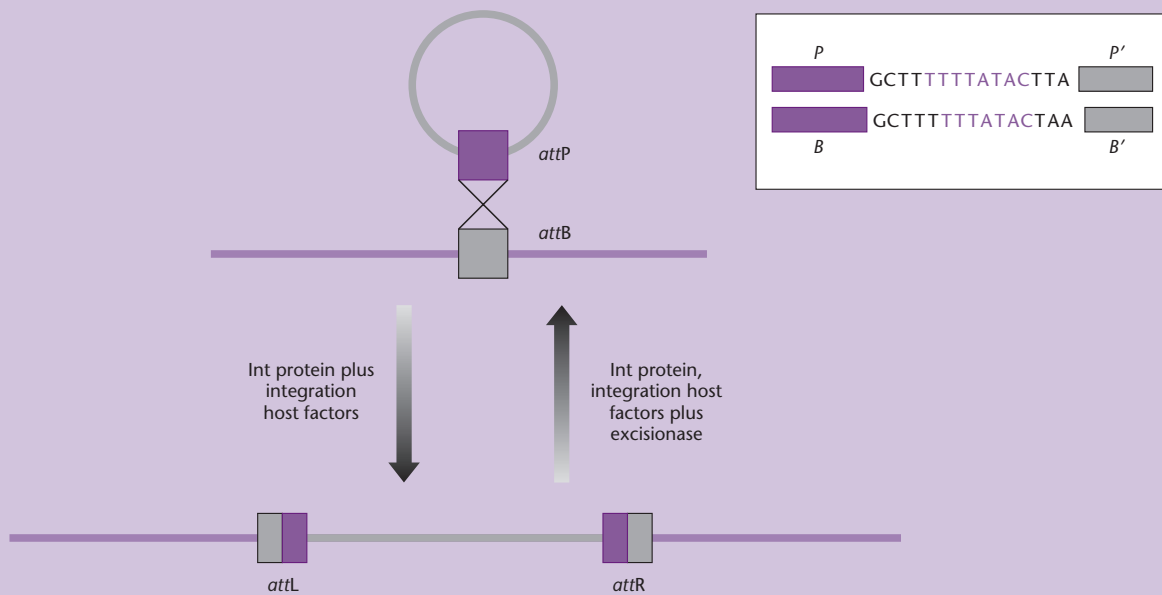 P P'
GCTTTTTTATACTTA
GCTTTTTTATACTAA
B B'
attP
attB
Int protein plus
integration
host factors
Int protein,
integration host
factors plus
excisionase
attL attR